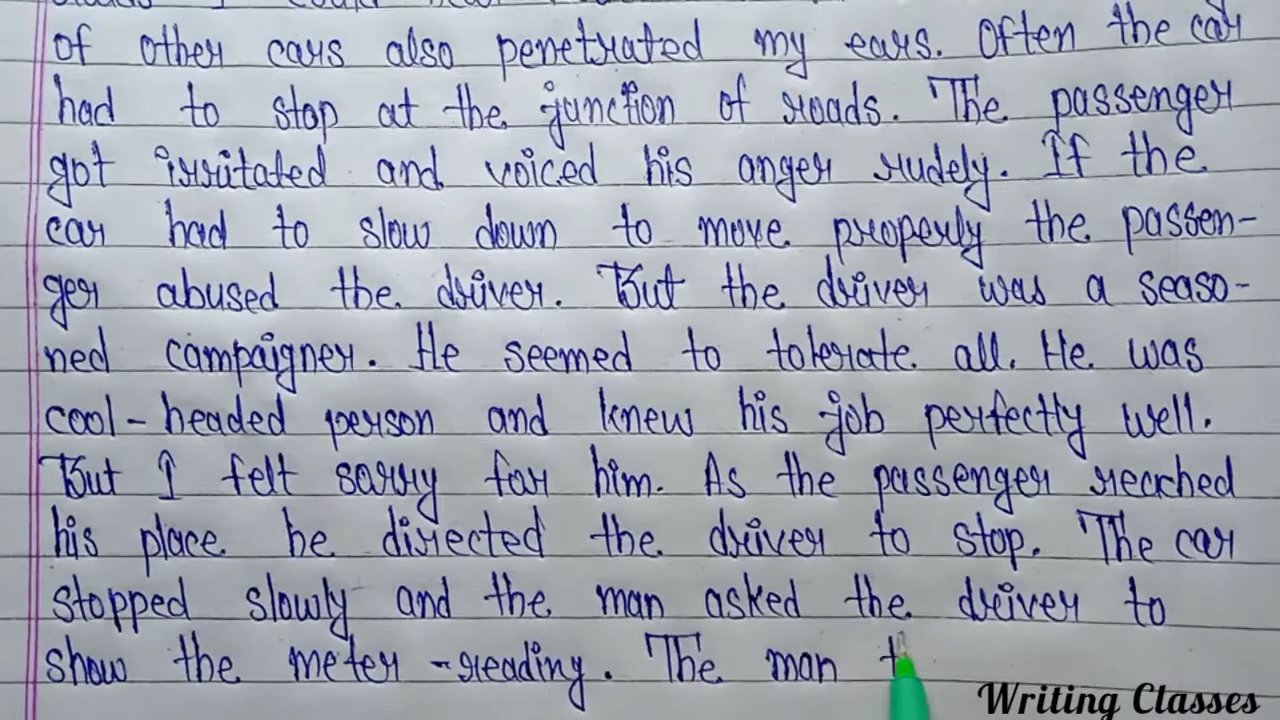 of other cars also penetrated my ears. Often the car
had to stop at the junction of roads. The passenger
got irritated and voiced his anger rudely. If the
car had to slow down to move properly the passen-
ger abused the driver. But the driver was a seaso-
ned campaigner. He seemed to tolerate all. He was
cool-headed person and knew his job perfectly well.
But I felt sorry for him. As the passenger reached
his place he directed the driver to stop. The car
stopped slowly and the man asked the driver to
show the meter-reading. The man t
Writing Classes